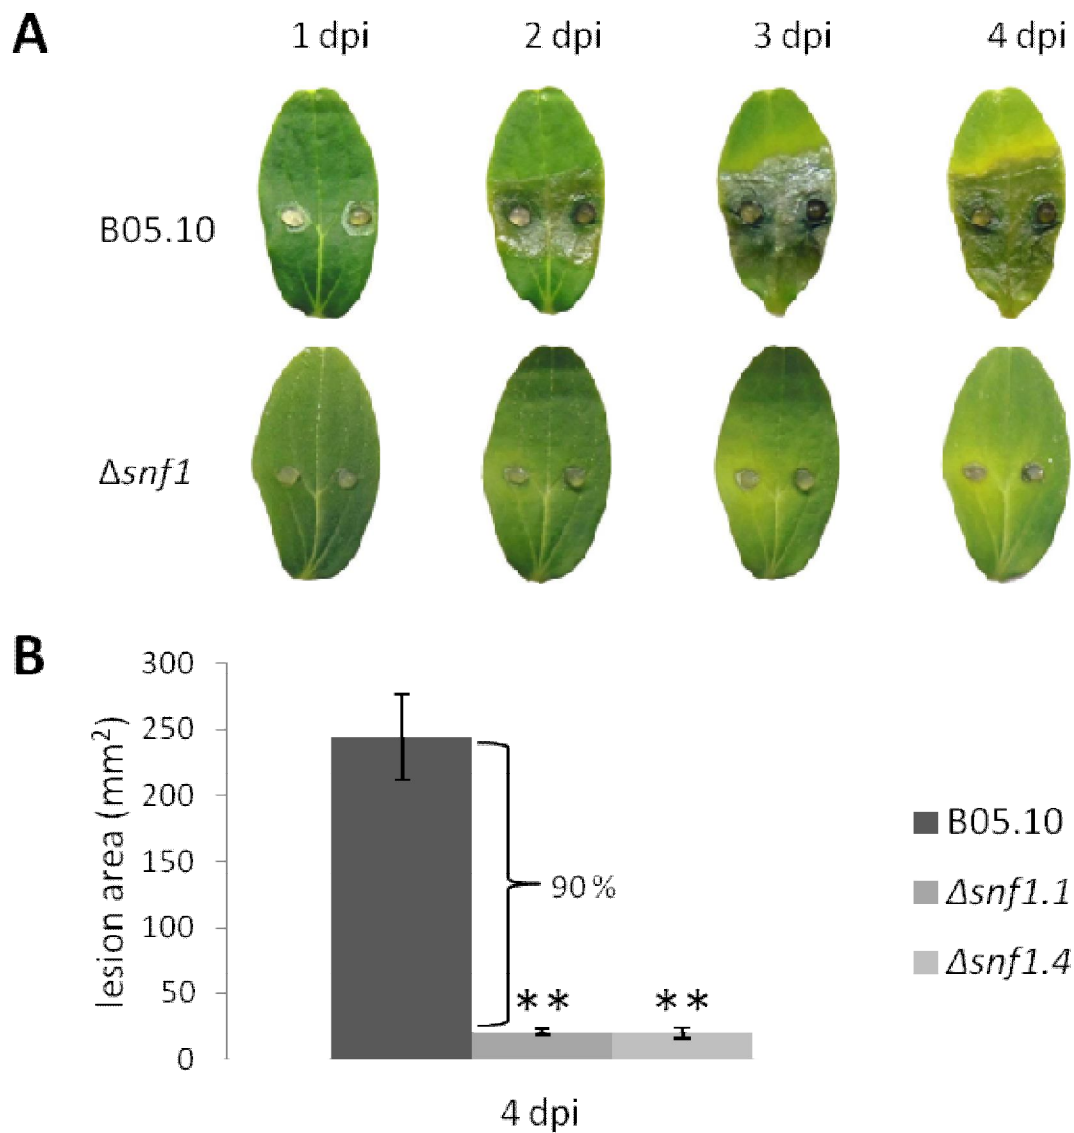 A
1 dpi 2 dpi 3 dpi 4 dpi
B05.10
Δsnf1
B
lesion area (mm²)
300
250
200
150
100
50
0
90%
** **
4 dpi
B05.10
Δsnf1.1
Δsnf1.4